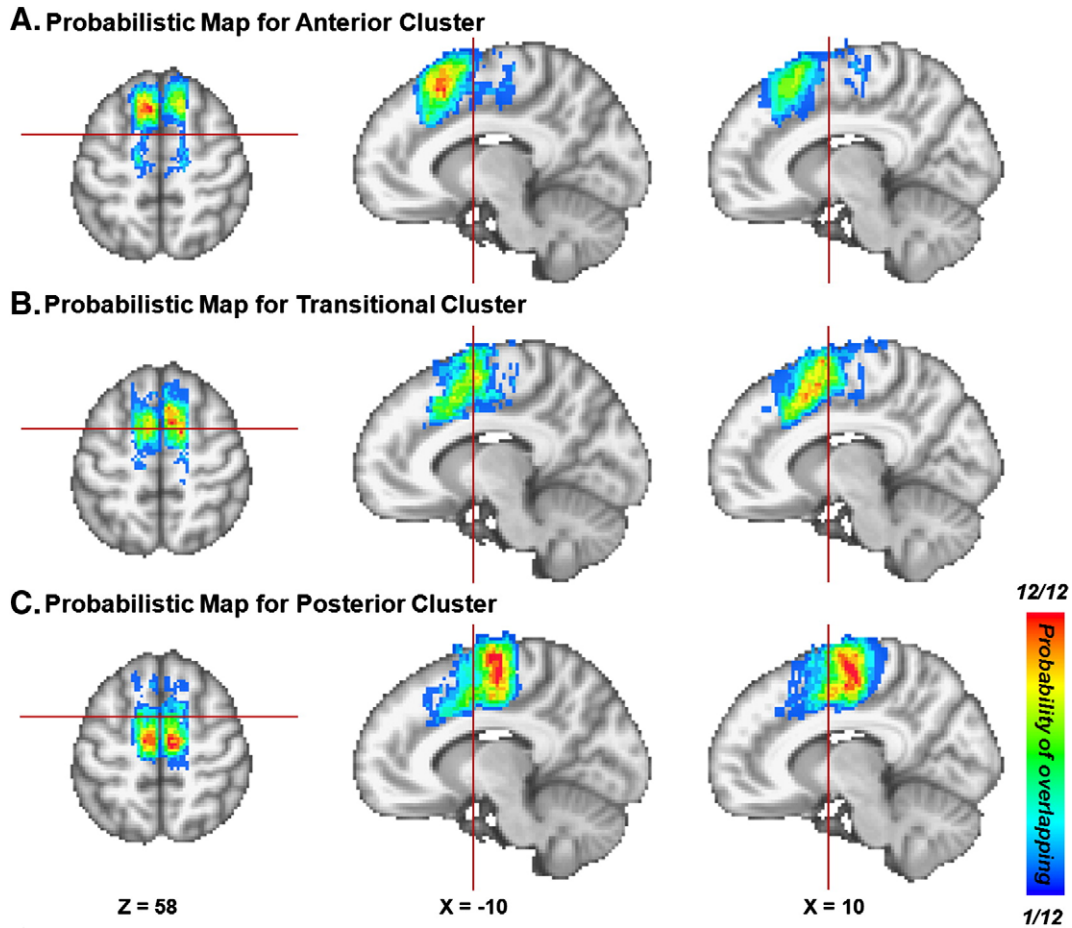 A. Probabilistic Map for Anterior Cluster
B. Probabilistic Map for Transitional Cluster
C. Probabilistic Map for Posterior Cluster
12/12
Probability of overlapping
1/12
Z = 58
X = -10
X = 10